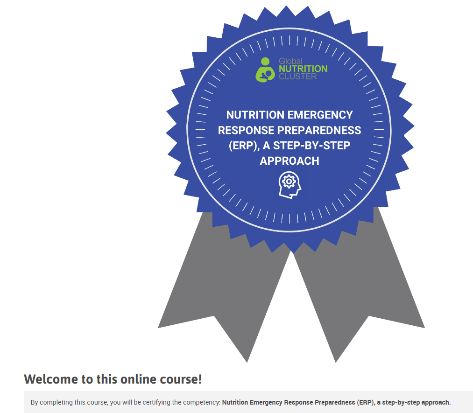 Global
NUTRITION
CLUSTER
NUTRITION EMERGENCY
RESPONSE PREPAREDNESS
(ERP), A STEP-BY-STEP
APPROACH
Welcome to this online course!
By completing this course, you will be certifying the competency: Nutrition Emergency Response Preparedness (ERP), a step-by-step approach.